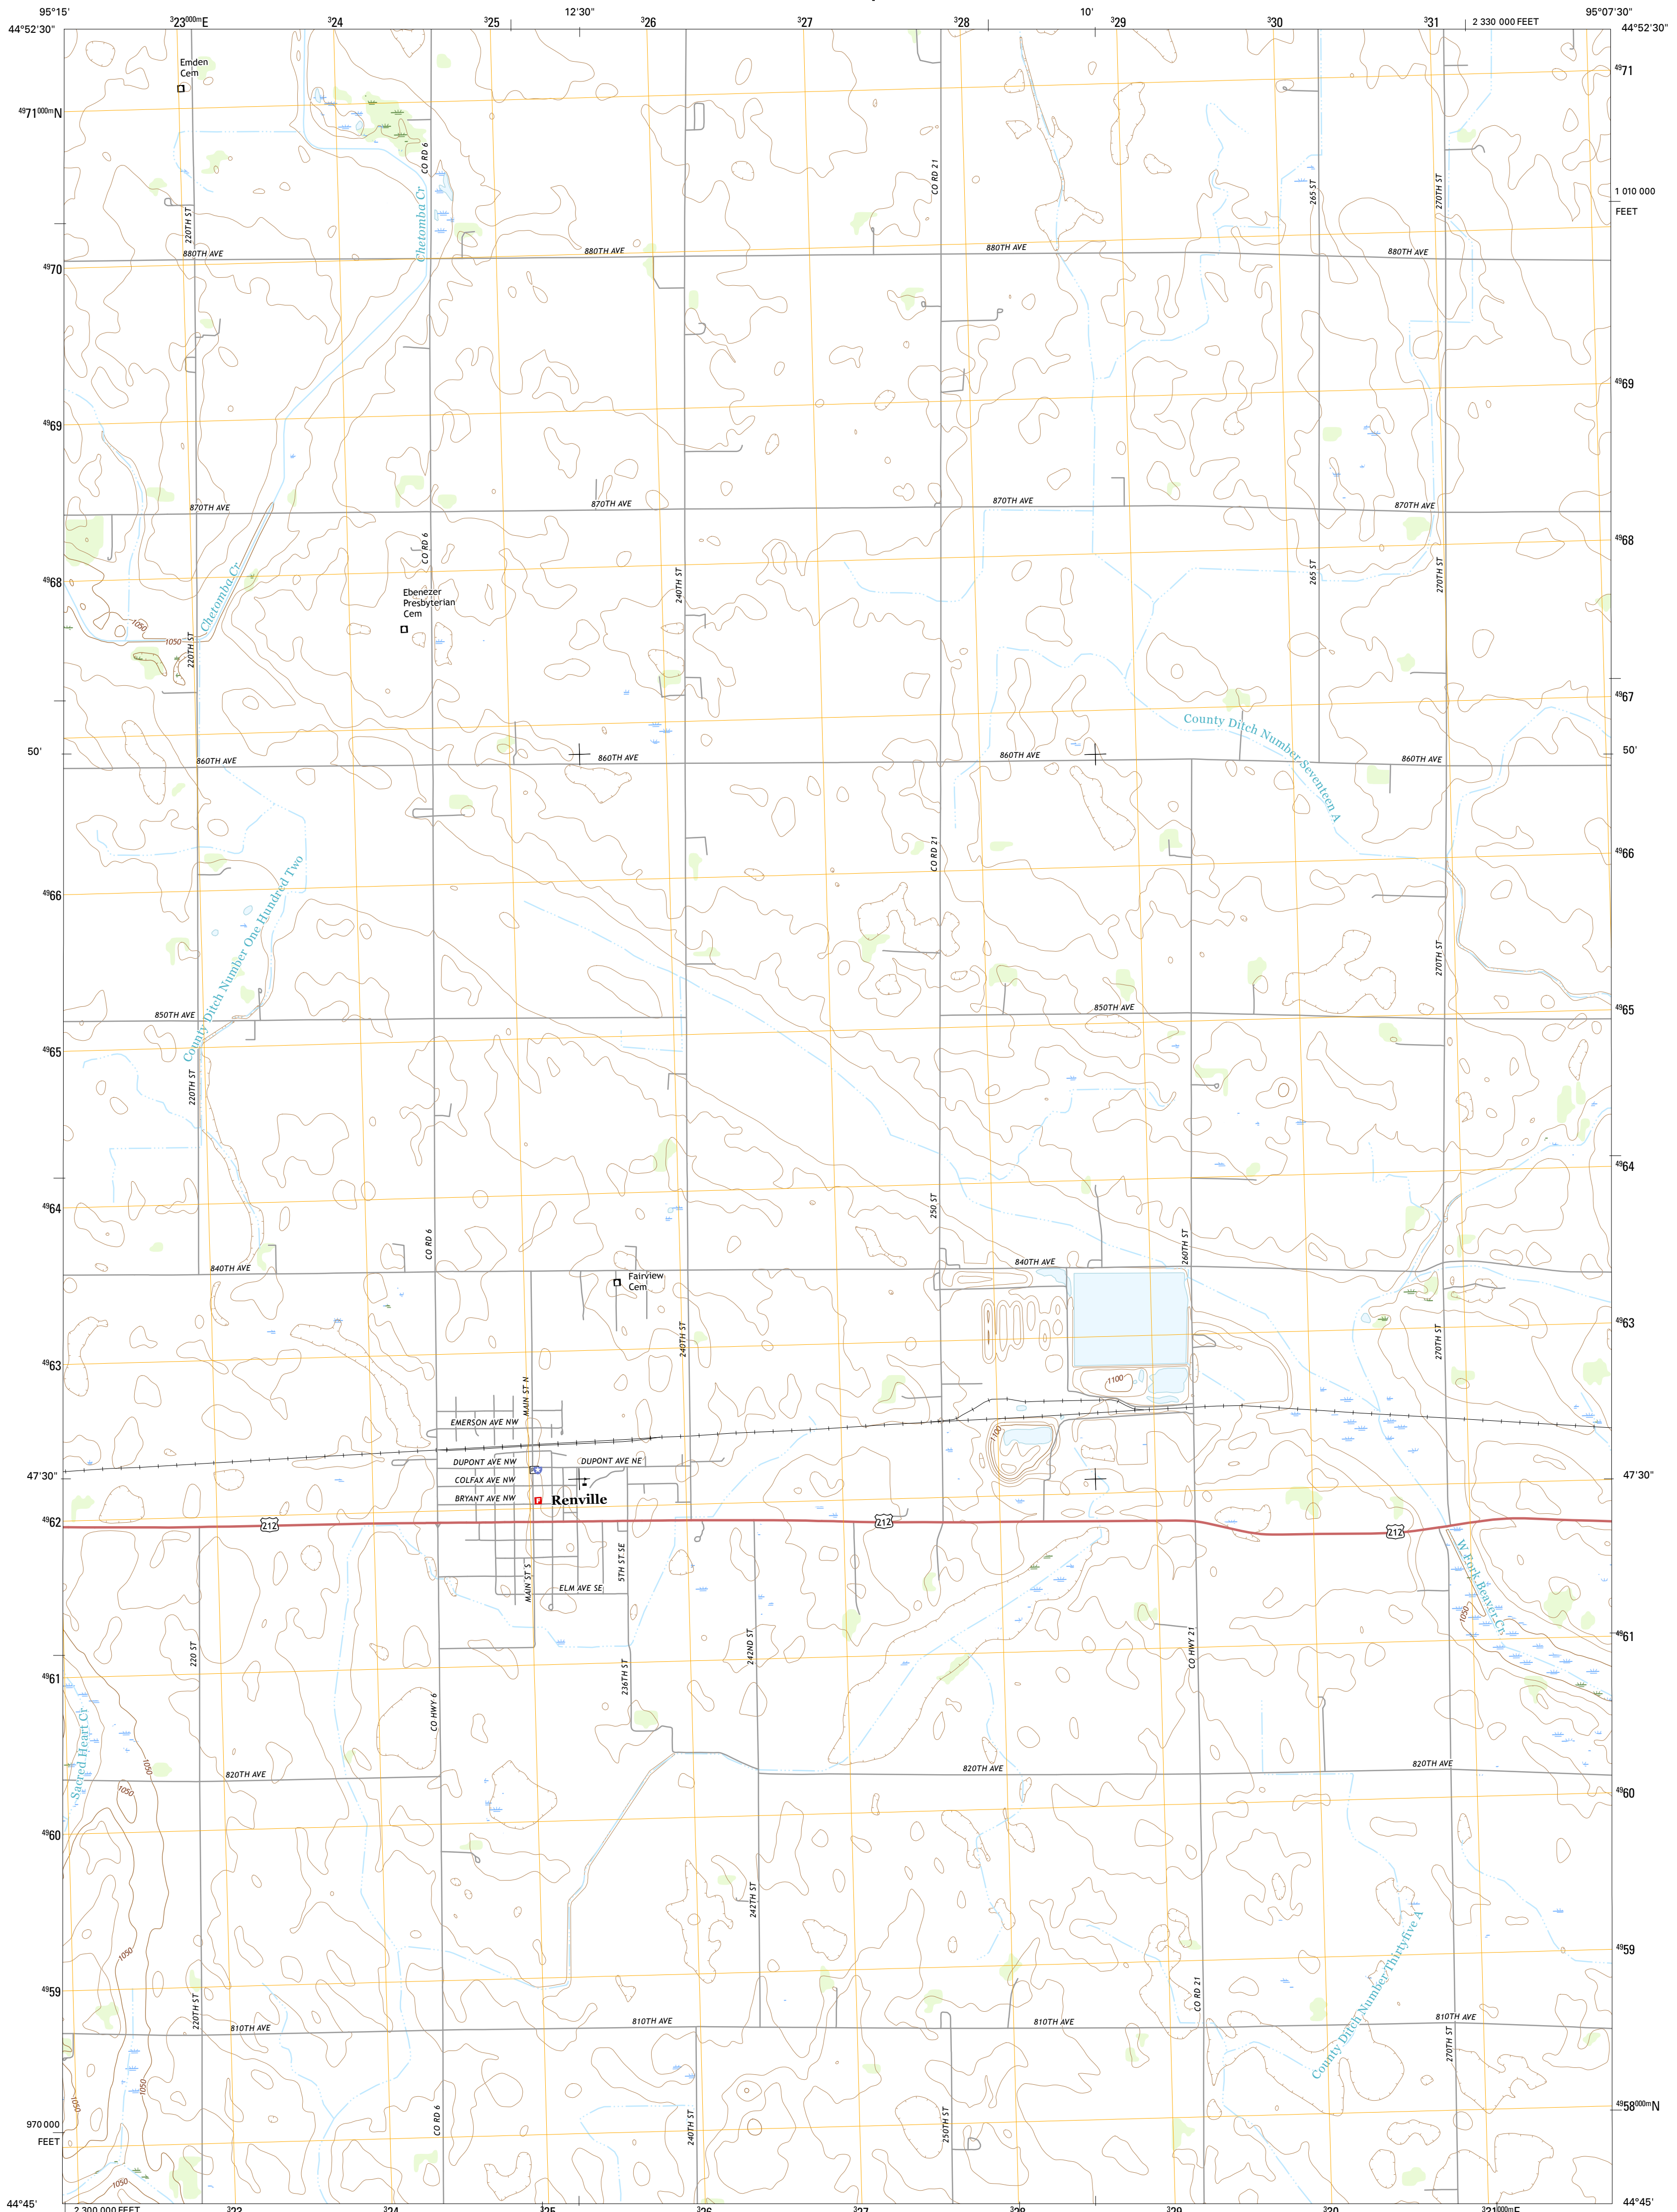 95°15'
³23⁰⁰⁰ᵐE
³24
³25
12'30"
³26
³27
³28
10'
³29
³30
³31
2 330 000 FEET
95°07'30"
44°52'30"
44°52'30"
Emden
Cem
⁴⁹71
⁴⁹71⁰⁰⁰ᵐN
CO RD 6
CO RD 21
Chetomba Cr
265 ST
270TH ST
1 010 000
FEET
220TH ST
880TH AVE
880TH AVE
880TH AVE
880TH AVE
⁴⁹70
⁴⁹69
⁴⁹69
870TH AVE
870TH AVE
870TH AVE
870TH AVE
CO RD 6
⁴⁹68
⁴⁹68
Chetomba Cr
240TH ST
265 ST
270TH ST
Ebenezer
Presbyterian
Cem
1050
1050
220TH ST
⁴⁹67
County Ditch Number Seventeen A
50'
50'
860TH AVE
860TH AVE
860TH AVE
860TH AVE
CO RD 21
⁴⁹66
⁴⁹66
County Ditch Number One Hundred Two
270TH ST
⁴⁹65
850TH AVE
850TH AVE
⁴⁹65
220TH ST
⁴⁹64
⁴⁹64
250 ST
CO RD 6
260TH ST
840TH AVE
840TH AVE
Fairview
Cem
⁴⁹63
⁴⁹63
240TH ST
270TH ST
1100
MAIN ST N
EMERSON AVE NW
1100
DUPONT AVE NW
DUPONT AVE NE
47'30"
47'30"
COLFAX AVE NW
BRYANT AVE NW
F
Renville
⁴⁹62
212
212
212
5TH ST SE
MAIN ST S
ELM AVE SE
W Fork Beaver Cr
1050
220 ST
242ND ST
CO HWY 21
⁴⁹61
⁴⁹61
236TH ST
CO HWY 6
Sacred Heart Cr
1050
820TH AVE
820TH AVE
820TH AVE
1050
⁴⁹60
⁴⁹60
242TH ST
County Ditch Number Thirtyfive A
1050
⁴⁹59
⁴⁹59
CO RD 21
220TH ST
810TH AVE
810TH AVE
810TH AVE
810TH AVE
270TH ST
1050
1050
CO RD 6
240TH ST
250TH ST
⁴⁹58⁰⁰⁰ᵐN
970 000
FEET
1050
44°45'
44°45'
2 300 000 FEET
³23
³24
³25
³26
³27
³28
³29
³30
³31⁰⁰⁰ᵐE